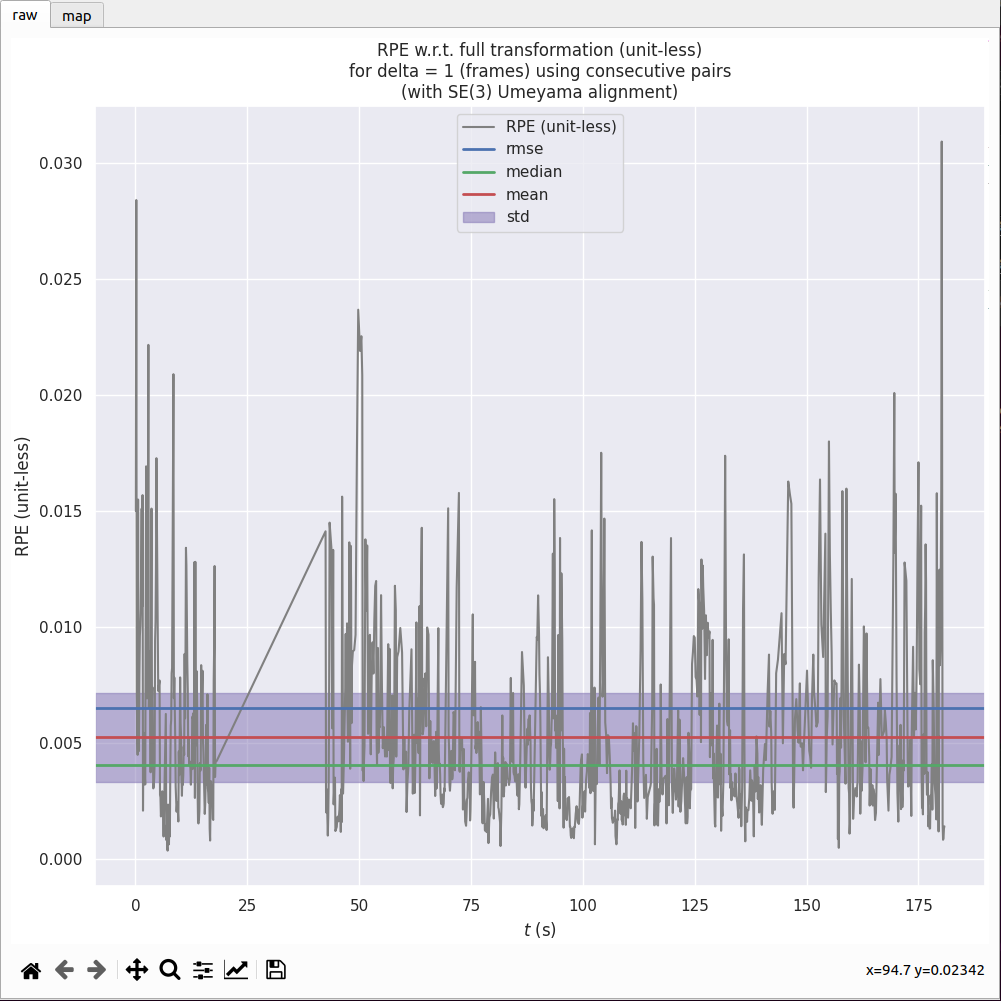 raw
map
RPE w.r.t. full transformation (unit-less)
for delta = 1 (frames) using consecutive pairs
(with SE(3) Umeyama alignment)
RPE (unit-less)
rmse
median
mean
std
0.030
0.025
0.020
0.015
0.010
0.005
0.000
RPE (unit-less)
0 25 50 75 100 125 150 175
t (s)
x=94.7 y=0.02342